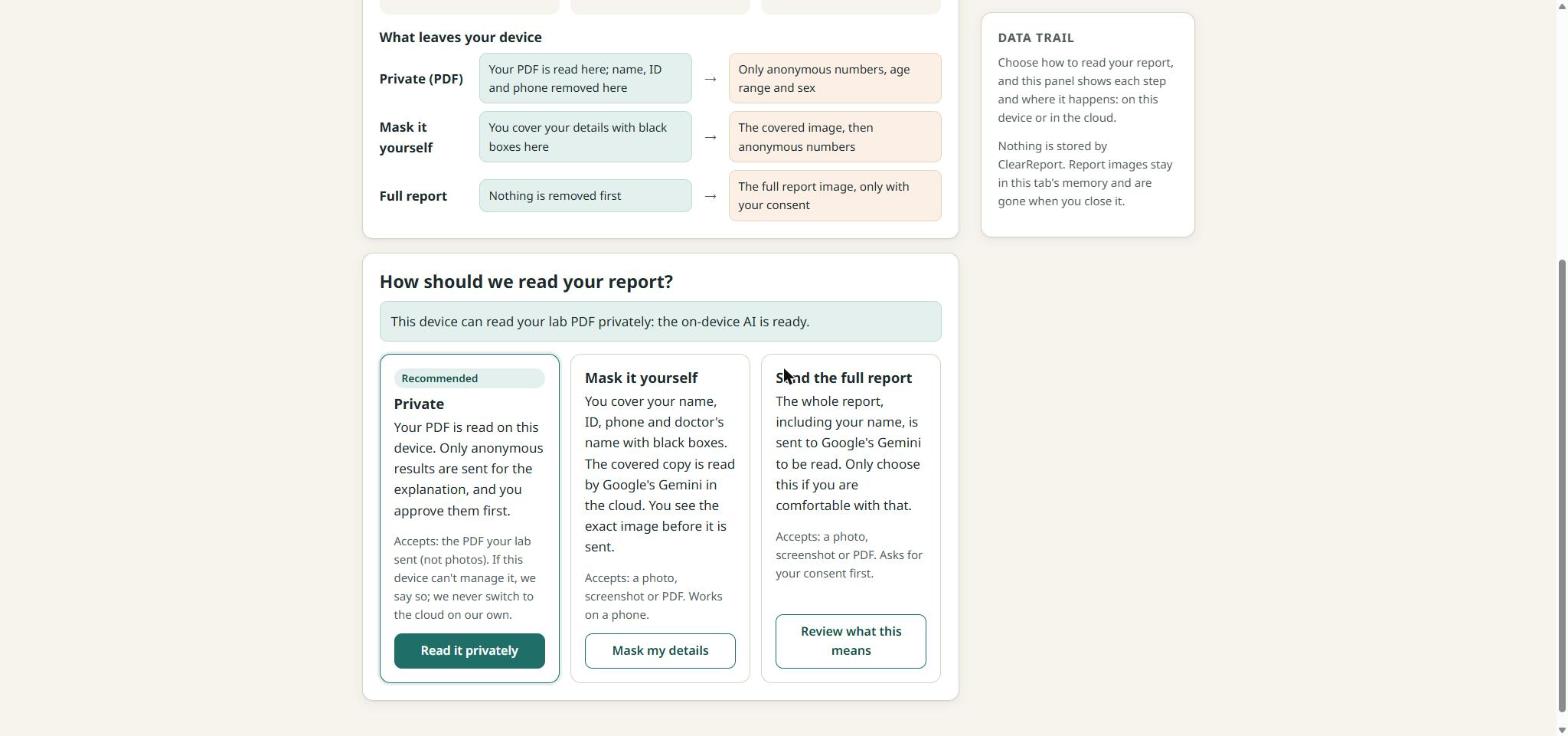 What leaves your device
Private (PDF)
Your PDF is read here; name, ID
and phone removed here
→
Only anonymous numbers, age
range and sex
Mask it
yourself
You cover your details with black
boxes here
→
The covered image, then
anonymous numbers
Full report
Nothing is removed first
→
The full report image, only with
your consent
DATA TRAIL
Choose how to read your report,
and this panel shows each step
and where it happens: on this
device or in the cloud.
Nothing is stored by
ClearReport. Report images stay
in this tab's memory and are
gone when you close it.
How should we read your report?
This device can read your lab PDF privately: the on-device AI is ready.
Recommended
Private
Your PDF is read on this
device. Only anonymous
results are sent for the
explanation, and you
approve them first.
Accepts: the PDF your lab
sent (not photos). If this
device can't manage it, we
say so; we never switch to
the cloud on our own.
Read it privately
Mask it yourself
You cover your name,
ID, phone and doctor's
name with black boxes.
The covered copy is read
by Google's Gemini in
the cloud. You see the
exact image before it is
sent.
Accepts: a photo,
screenshot or PDF. Works
on a phone.
Mask my details
Send the full report
The whole report,
including your name, is
sent to Google's Gemini
to be read. Only choose
this if you are
comfortable with that.
Accepts: a photo,
screenshot or PDF. Asks for
your consent first.
Review what this
means